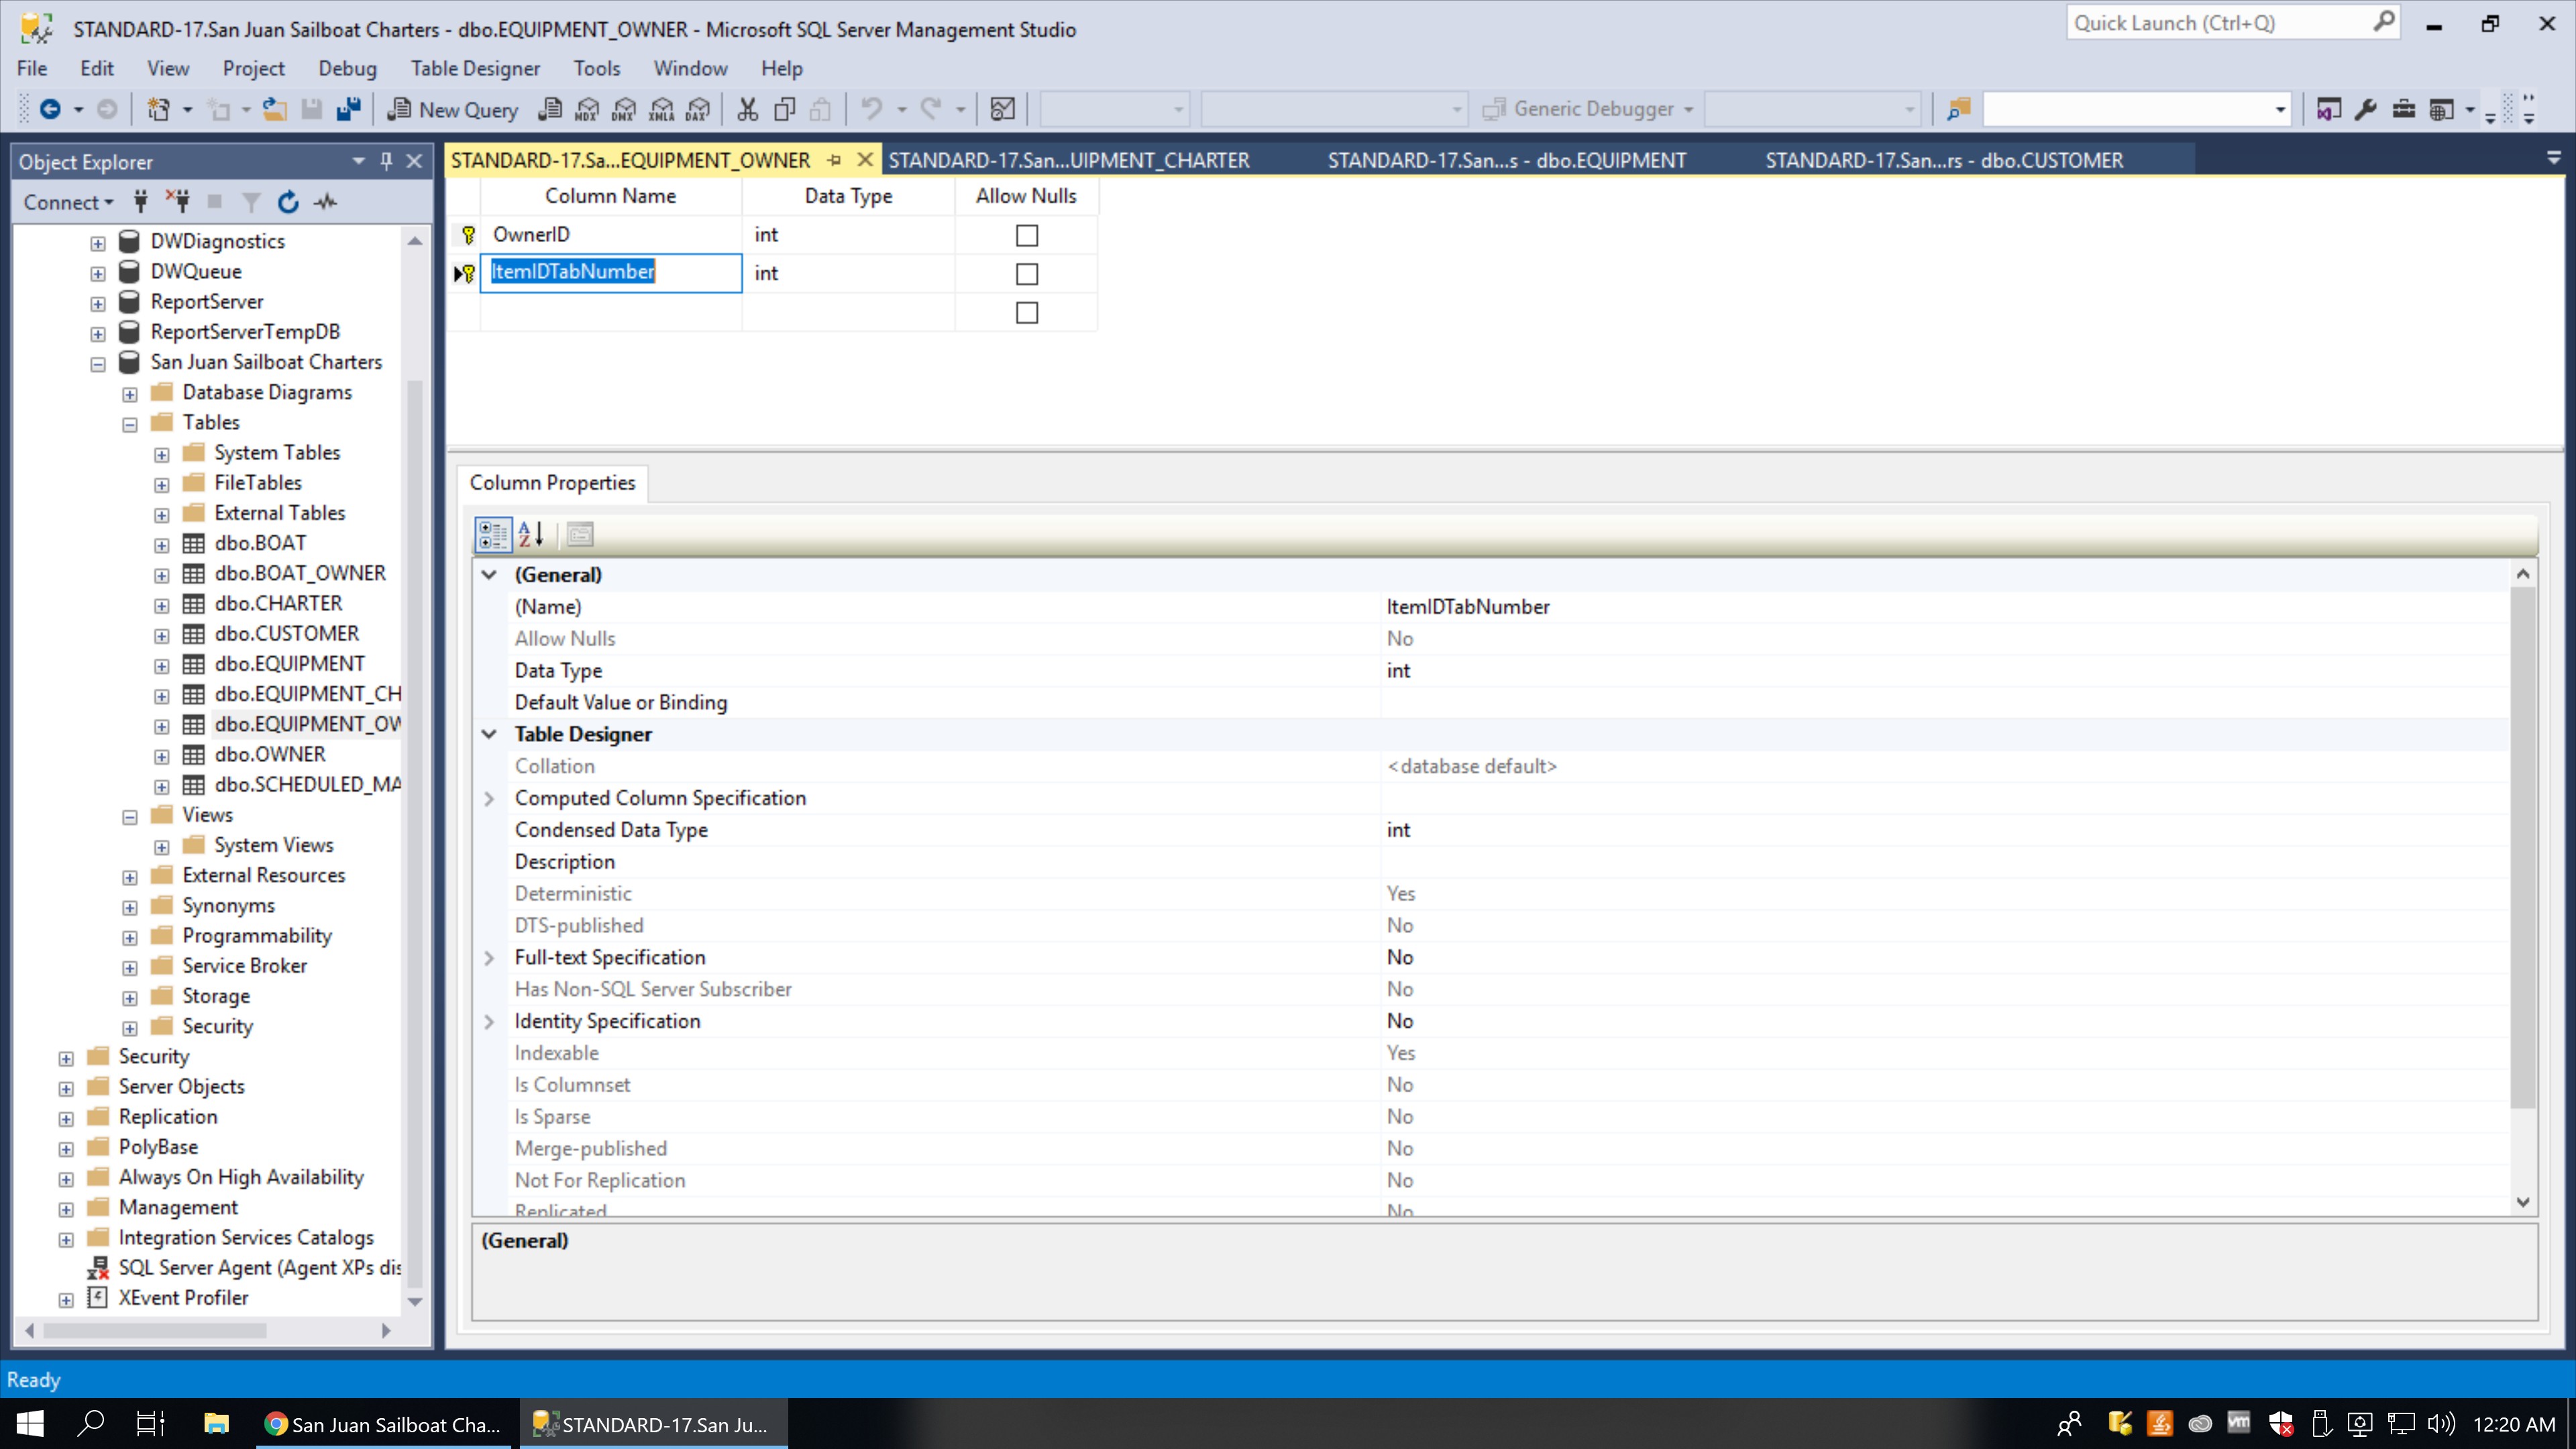 STANDARD-17.San Juan Sailboat Charters - dbo.EQUIPMENT_OWNER - Microsoft SQL Server Management Studio
Quick Launch (Ctrl+Q)
File Edit View Project Debug Table Designer Tools Window Help
New Query MDX DMX XMLA DAX Generic Debugger
Object Explorer
STANDARD-17.Sa...EQUIPMENT_OWNER STANDARD-17.San...UIPMENT_CHARTER STANDARD-17.San...s - dbo.EQUIPMENT STANDARD-17.San...rs - dbo.CUSTOMER
Connect
DWDiagnostics
DWQueue
ReportServer
ReportServerTempDB
San Juan Sailboat Charters
Database Diagrams
Tables
System Tables
FileTables
External Tables
dbo.BOAT
dbo.BOAT_OWNER
dbo.CHARTER
dbo.CUSTOMER
dbo.EQUIPMENT
dbo.EQUIPMENT_CH
dbo.EQUIPMENT_OW
dbo.OWNER
dbo.SCHEDULED_MA
Views
System Views
External Resources
Synonyms
Programmability
Service Broker
Storage
Security
Security
Server Objects
Replication
PolyBase
Always On High Availability
Management
Integration Services Catalogs
SQL Server Agent (Agent XPs dis
XEvent Profiler
Column Name Data Type Allow Nulls
OwnerID int
ItemIDTabNumber int
Column Properties
(General)
(Name) ItemIDTabNumber
Allow Nulls No
Data Type int
Default Value or Binding
Table Designer
Collation <database default>
Computed Column Specification
Condensed Data Type int
Description
Deterministic Yes
DTS-published No
Full-text Specification No
Has Non-SQL Server Subscriber No
Identity Specification No
Indexable Yes
Is Columnset No
Is Sparse No
Merge-published No
Not For Replication No
Replicated No
(General)
Ready
San Juan Sailboat Cha... STANDARD-17.San Ju... vm 12:20 AM